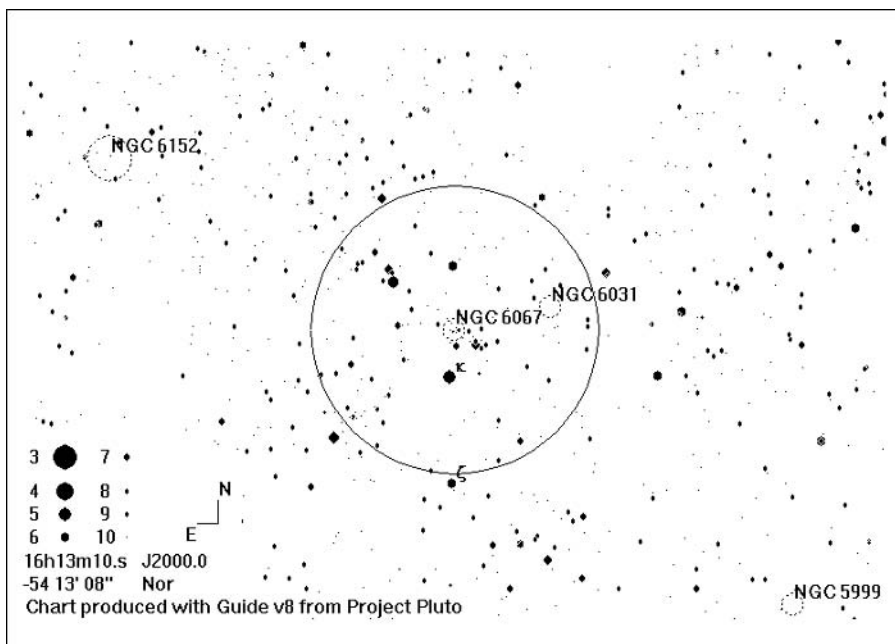 NGC 6152
NGC 6031
NGC 6067
κ
ζ
3 7
4 8
5 9
6 10
N
E
16h13m10.s J2000.0
-54 13' 08" Nor
Chart produced with Guide v8 from Project Pluto
NGC 5999